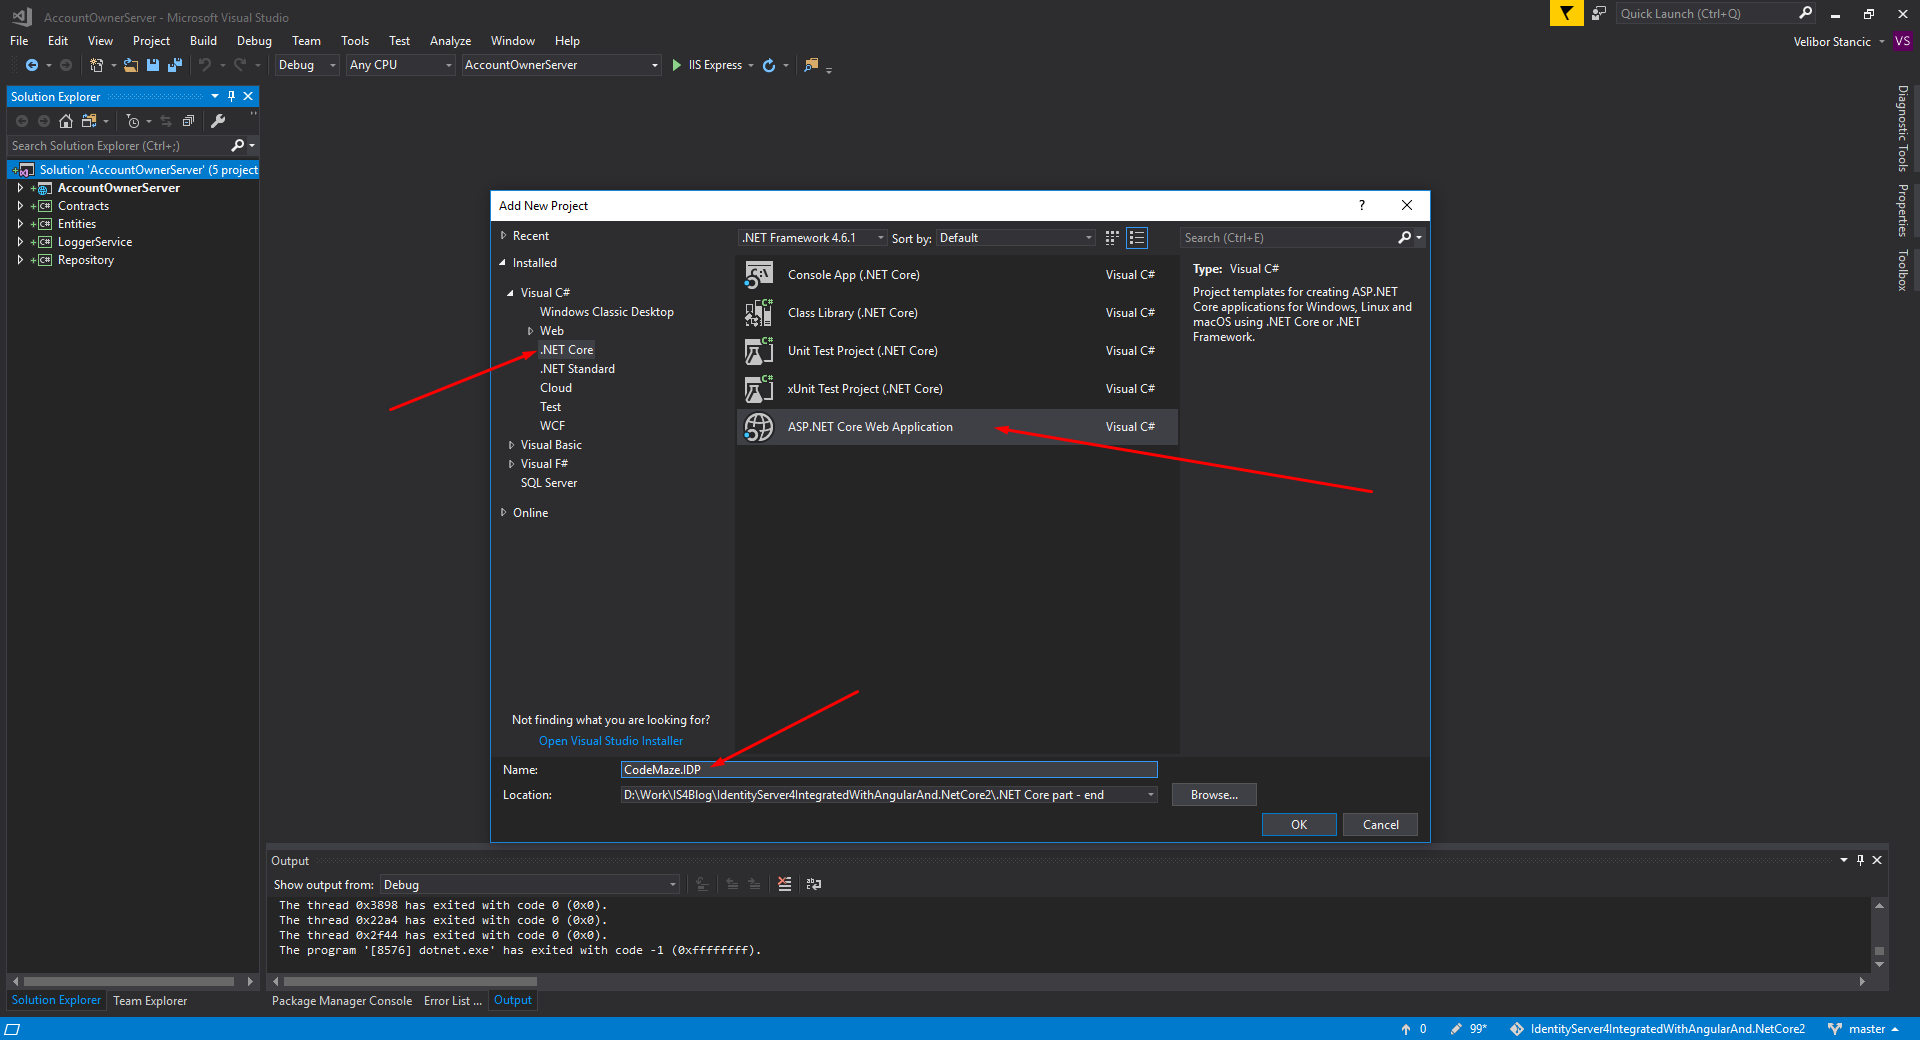 AccountOwnerServer - Microsoft Visual Studio
Quick Launch (Ctrl+Q)
File Edit View Project Build Debug Team Tools Test Analyze Window Help
Velibor Stancic VS
Debug Any CPU AccountOwnerServer IIS Express
Solution Explorer
Search Solution Explorer (Ctrl+;)
Solution 'AccountOwnerServer' (5 project
AccountOwnerServer
Contracts
Entities
LoggerService
Repository
Add New Project
Recent
Installed
Visual C#
Windows Classic Desktop
Web
.NET Core
.NET Standard
Cloud
Test
WCF
Visual Basic
Visual F#
SQL Server
Online
Not finding what you are looking for?
Open Visual Studio Installer
.NET Framework 4.6.1 Sort by: Default
Search (Ctrl+E)
Console App (.NET Core) Visual C#
Class Library (.NET Core) Visual C#
Unit Test Project (.NET Core) Visual C#
xUnit Test Project (.NET Core) Visual C#
ASP.NET Core Web Application Visual C#
Type: Visual C#
Project templates for creating ASP.NET
Core applications for Windows, Linux and
macOS using .NET Core or .NET
Framework.
Name: CodeMaze.IDP
Location: D:\Work\IS4Blog\IdentityServer4IntegratedWithAngularAnd.NetCore2\.NET Core part - end
Browse...
OK Cancel
Diagnostic Tools
Properties
Toolbox
Output
Show output from: Debug
The thread 0x3898 has exited with code 0 (0x0).
The thread 0x22a4 has exited with code 0 (0x0).
The thread 0x2f44 has exited with code 0 (0x0).
The program '[8576] dotnet.exe' has exited with code -1 (0xffffffff).
Solution Explorer Team Explorer
Package Manager Console Error List ... Output
0 99* IdentityServer4IntegratedWithAngularAnd.NetCore2 master